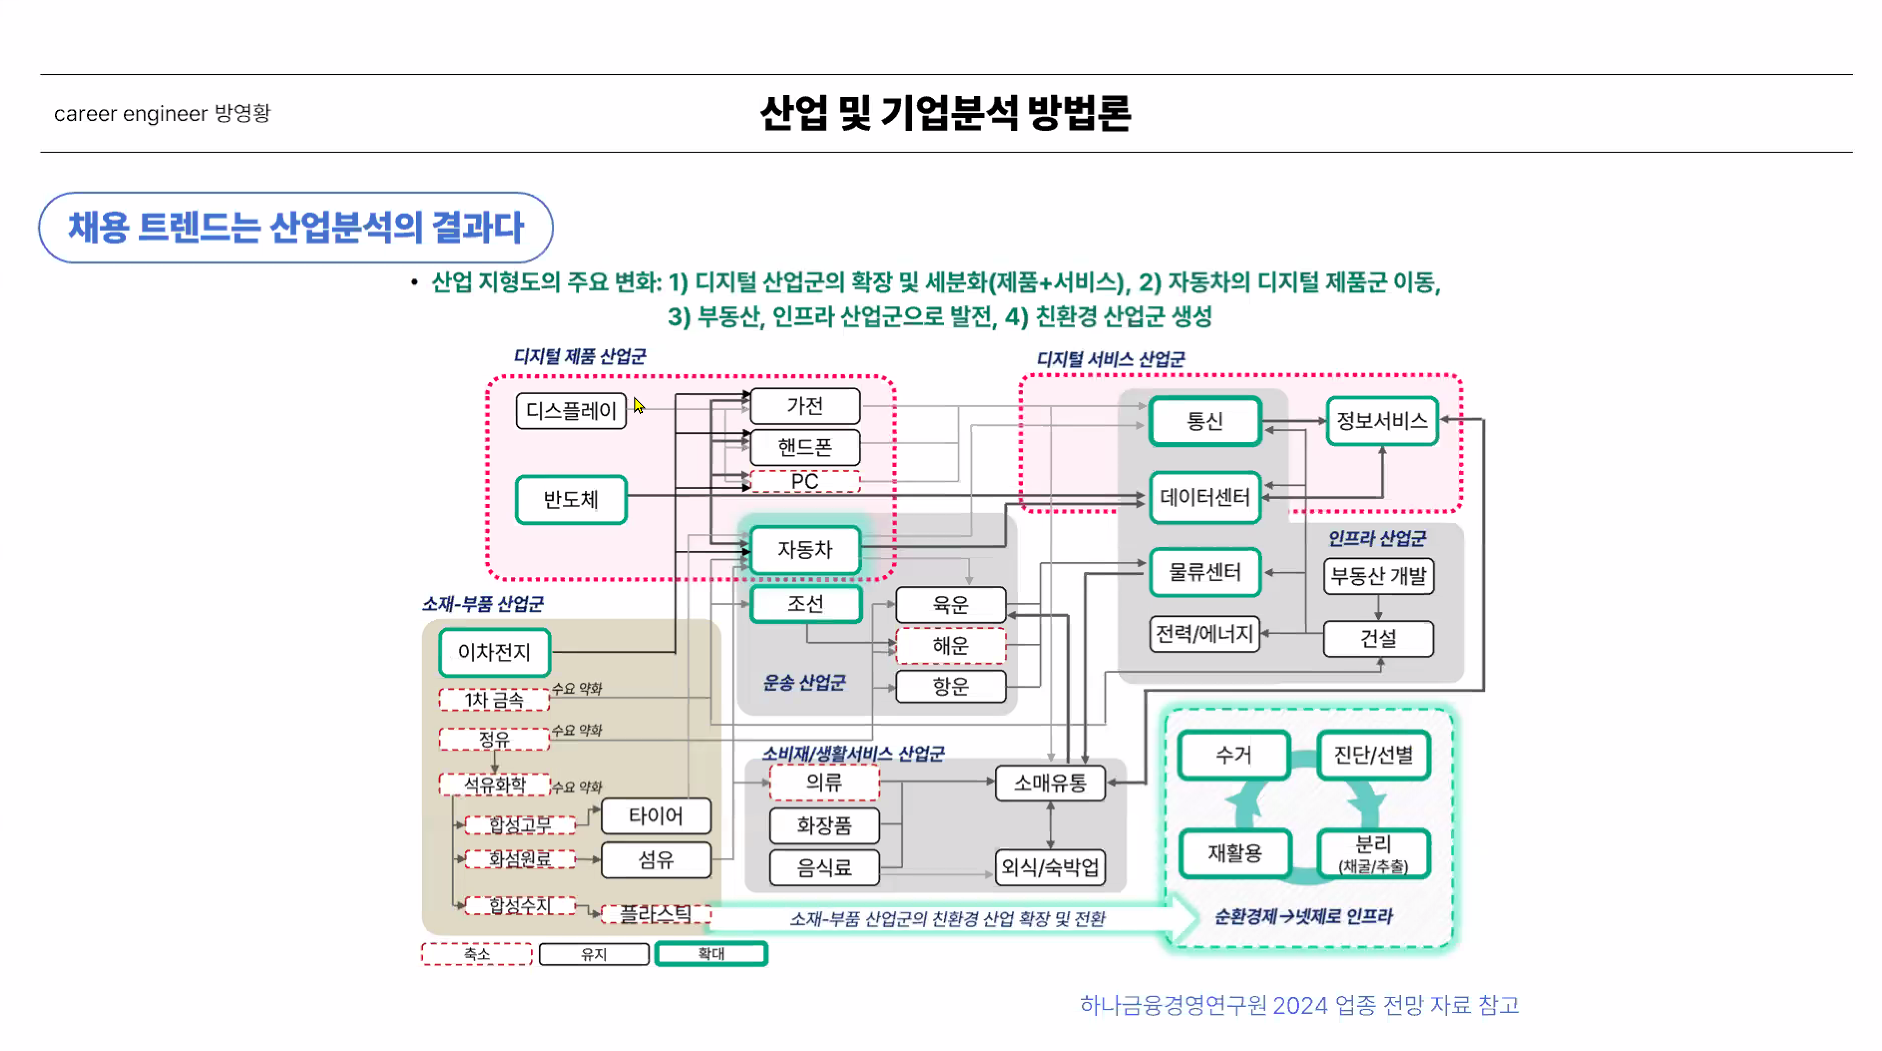 career engineer 방영황
산업 및 기업분석 방법론
채용 트렌드는 산업분석의 결과다
• 산업 지형도의 주요 변화: 1) 디지털 산업군의 확장 및 세분화(제품+서비스), 2) 자동차의 디지털 제품군 이동,
3) 부동산, 인프라 산업군으로 발전, 4) 친환경 산업군 생성
디지털 제품 산업군
디스플레이
반도체
가전
핸드폰
PC
자동차
조선
육운
해운
항운
운송 산업군
디지털 서비스 산업군
통신
정보서비스
데이터센터
물류센터
전력/에너지
인프라 산업군
부동산 개발
건설
소재-부품 산업군
이차전지
1차 금속
수요 약화
정유
수요 약화
석유화학
수요 약화
합성고무
타이어
화섬원료
섬유
합성수지
플라스틱
소비재/생활서비스 산업군
의류
화장품
음식료
소매유통
외식/숙박업
수거
진단/선별
재활용
분리
(채굴/추출)
순환경제→넷제로 인프라
소재-부품 산업군의 친환경 산업 확장 및 전환
축소
유지
확대
하나금융경영연구원 2024 업종 전망 자료 참고